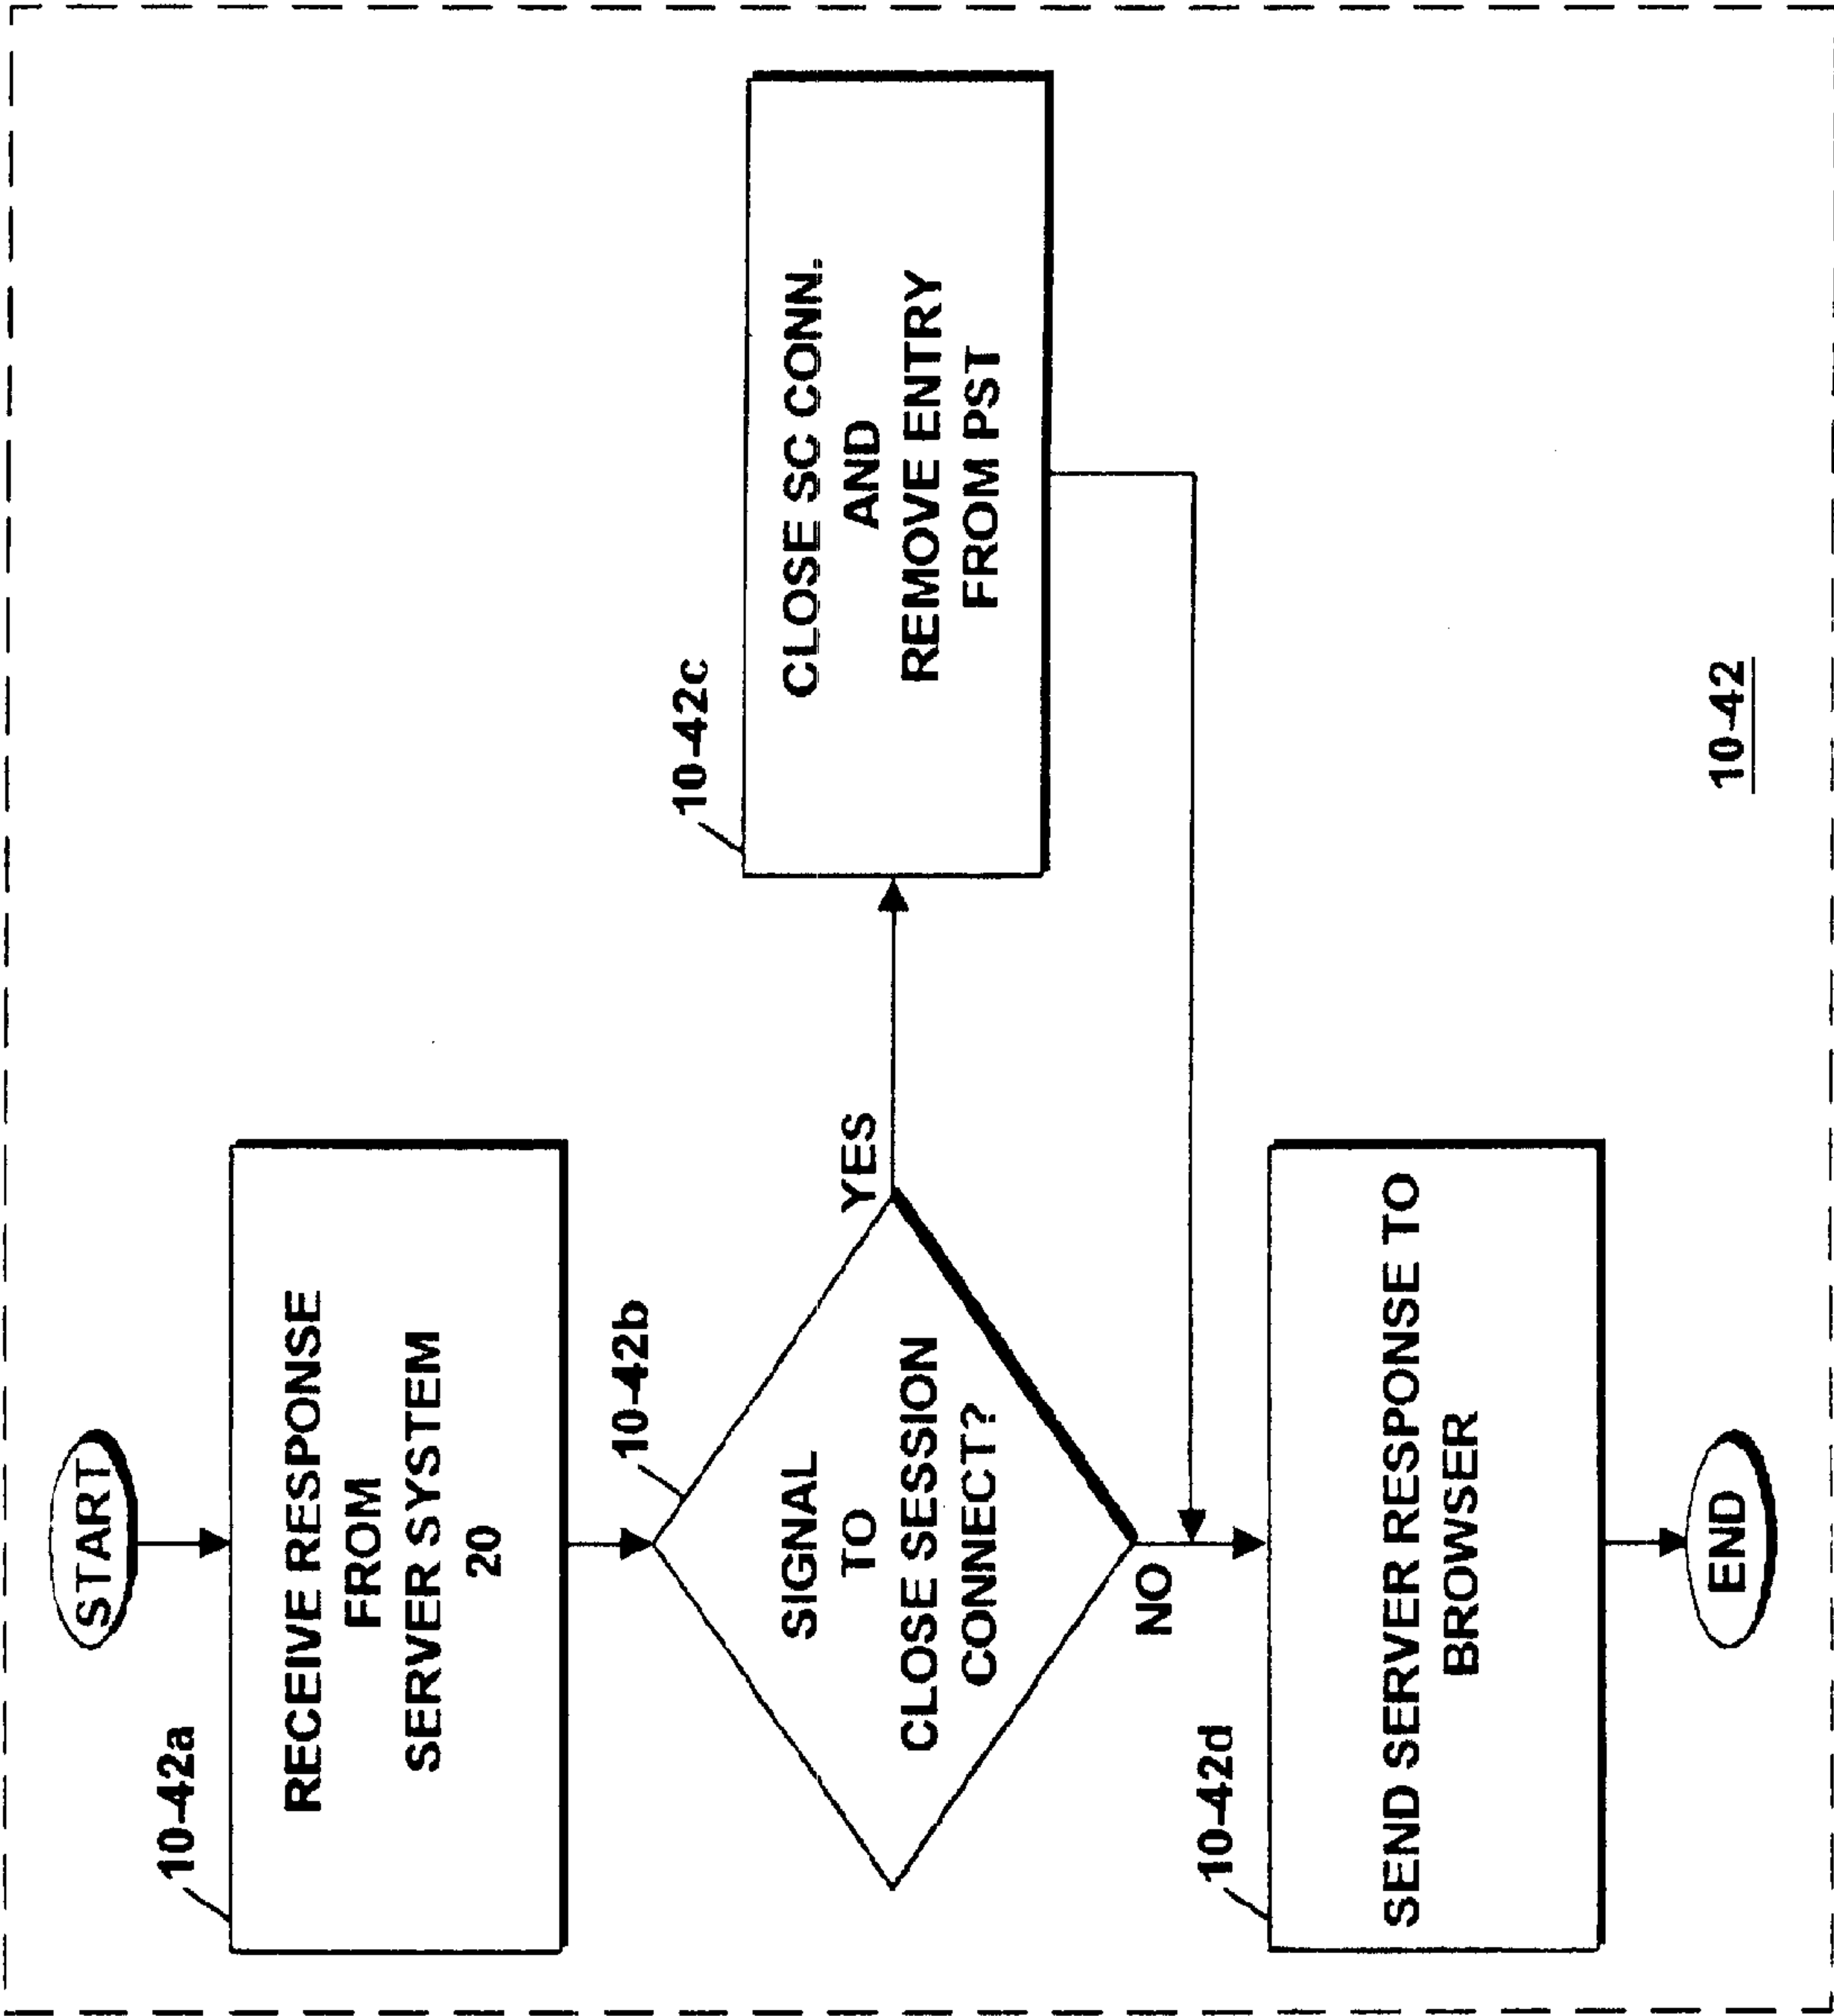 START
10-42a
RECEIVE RESPONSE
FROM
SERVER SYSTEM
20
10-42b
SIGNAL
TO
CLOSE SESSION
CONNECT?
YES
NO
10-42c
CLOSE SC CONN.
AND
REMOVE ENTRY
FROM PST
10-42d
SEND SERVER RESPONSE TO
BROWSER
END
10-42